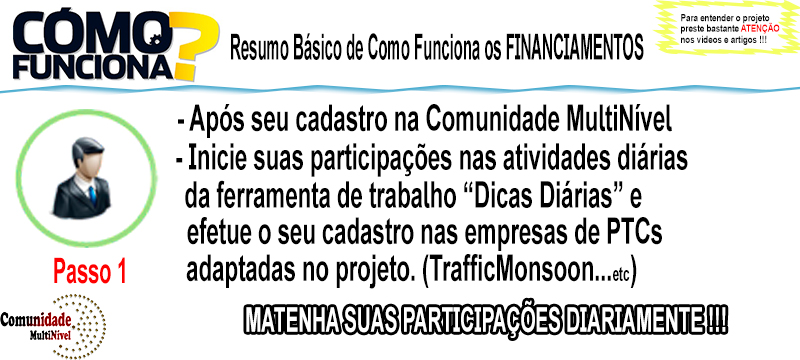 CÓMO
FUNCIONA?
Resumo Básico de Como Funciona os FINANCIAMENTOS
Para entender o projeto
preste bastante ATENÇÃO
nos videos e artigos !!!
- Após seu cadastro na Comunidade MultiNível
- Inicie suas participações nas atividades diárias
da ferramenta de trabalho “Dicas Diárias” e
efetue o seu cadastro nas empresas de PTCs
adaptadas no projeto. (TrafficMonsoon...etc)
Passo 1
Comunidade
MultiNível
MATENHA SUAS PARTICIPAÇÕES DIARIAMENTE !!!